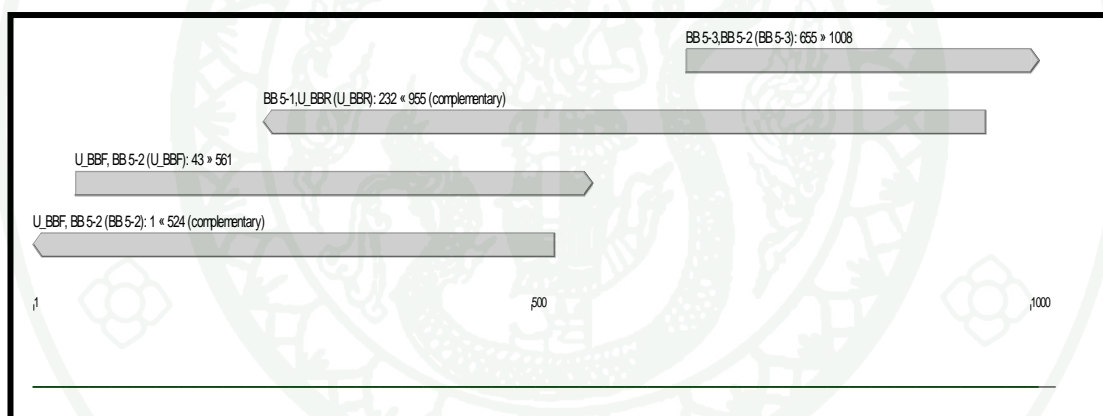 BB 5-3,BB 5-2 (BB 5-3): 655 » 1008
BB 5-1,U_BBR (U_BBR): 232 « 955 (complementary)
U_BBF, BB 5-2 (U_BBF): 43 » 561
U_BBF, BB 5-2 (BB 5-2): 1 « 524 (complementary)
1 500 1000